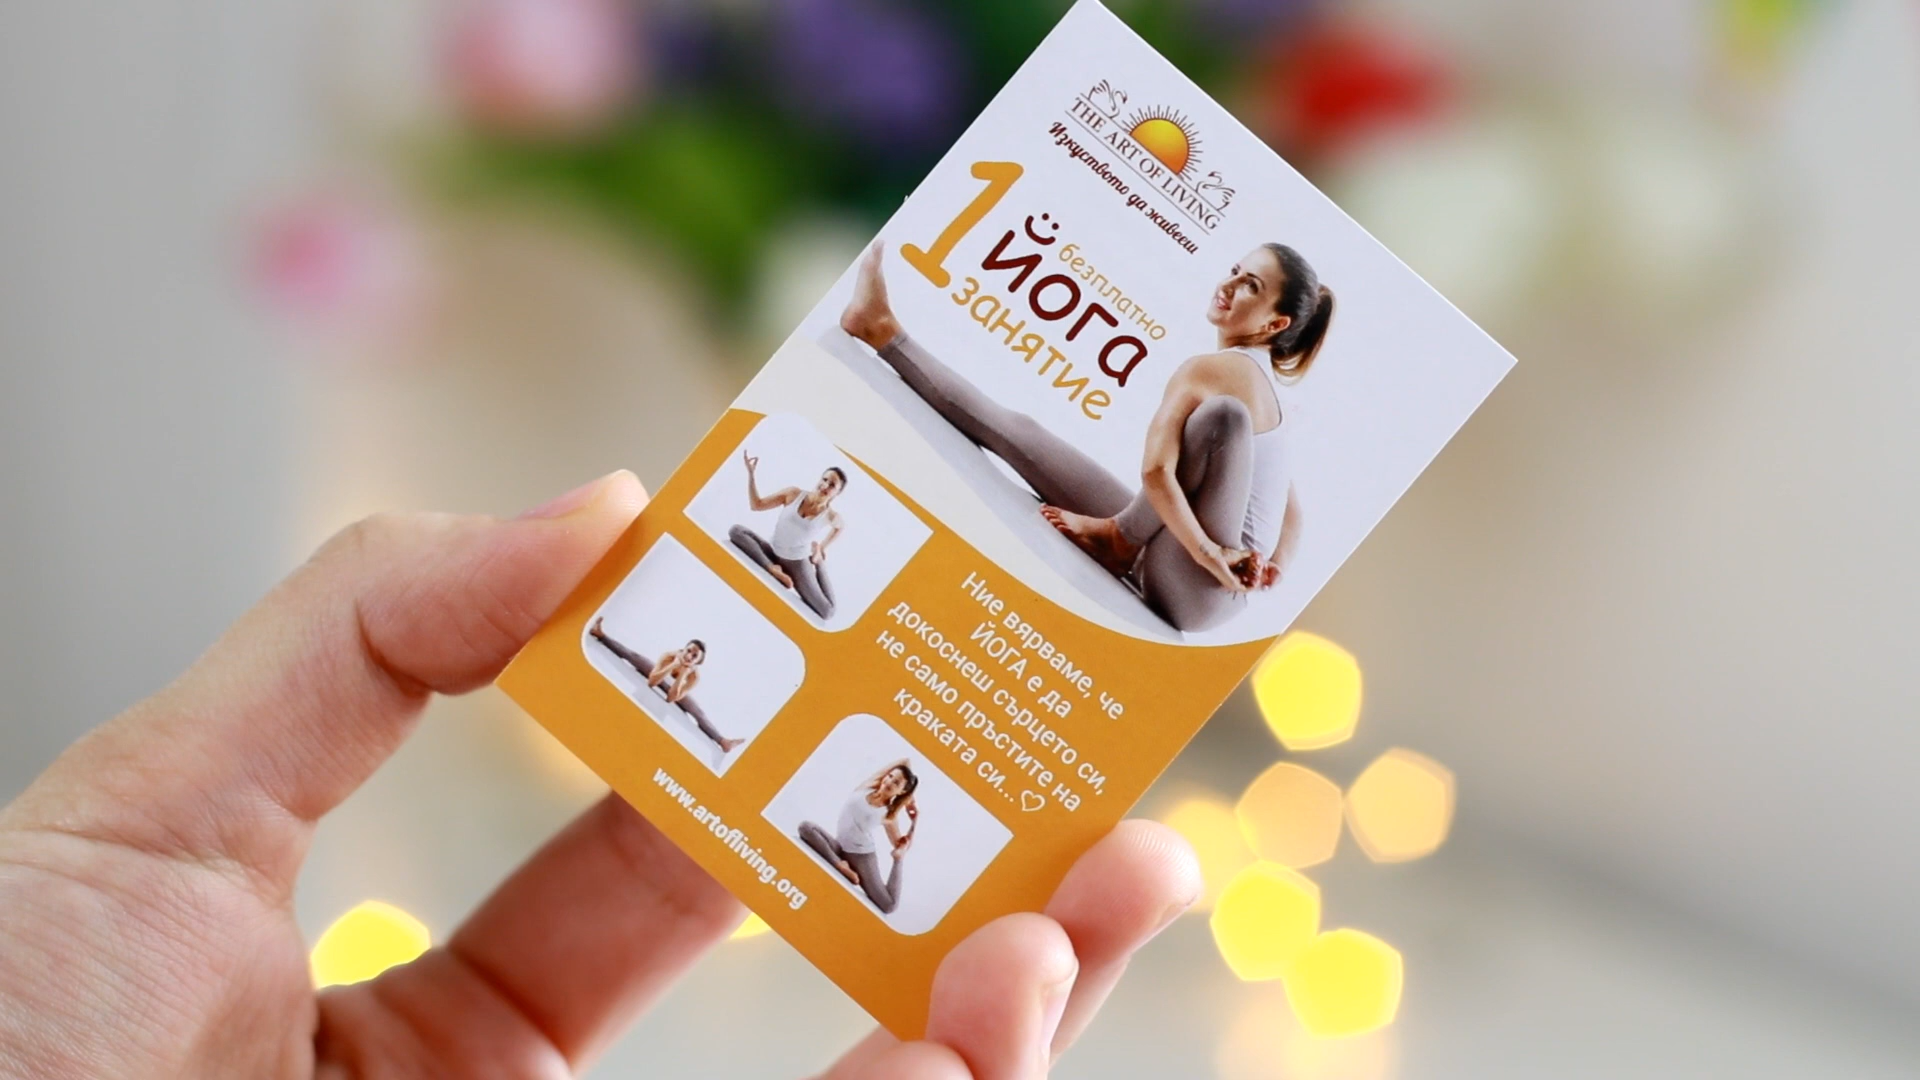 THE ART OF LIVING
Изкуството да живееш
1 безплатно
йога
занятие
Ние вярваме, че
ЙОГА е да
докоснеш сърцето си,
не само пръстите на
краката си... ♡
www.artofliving.org